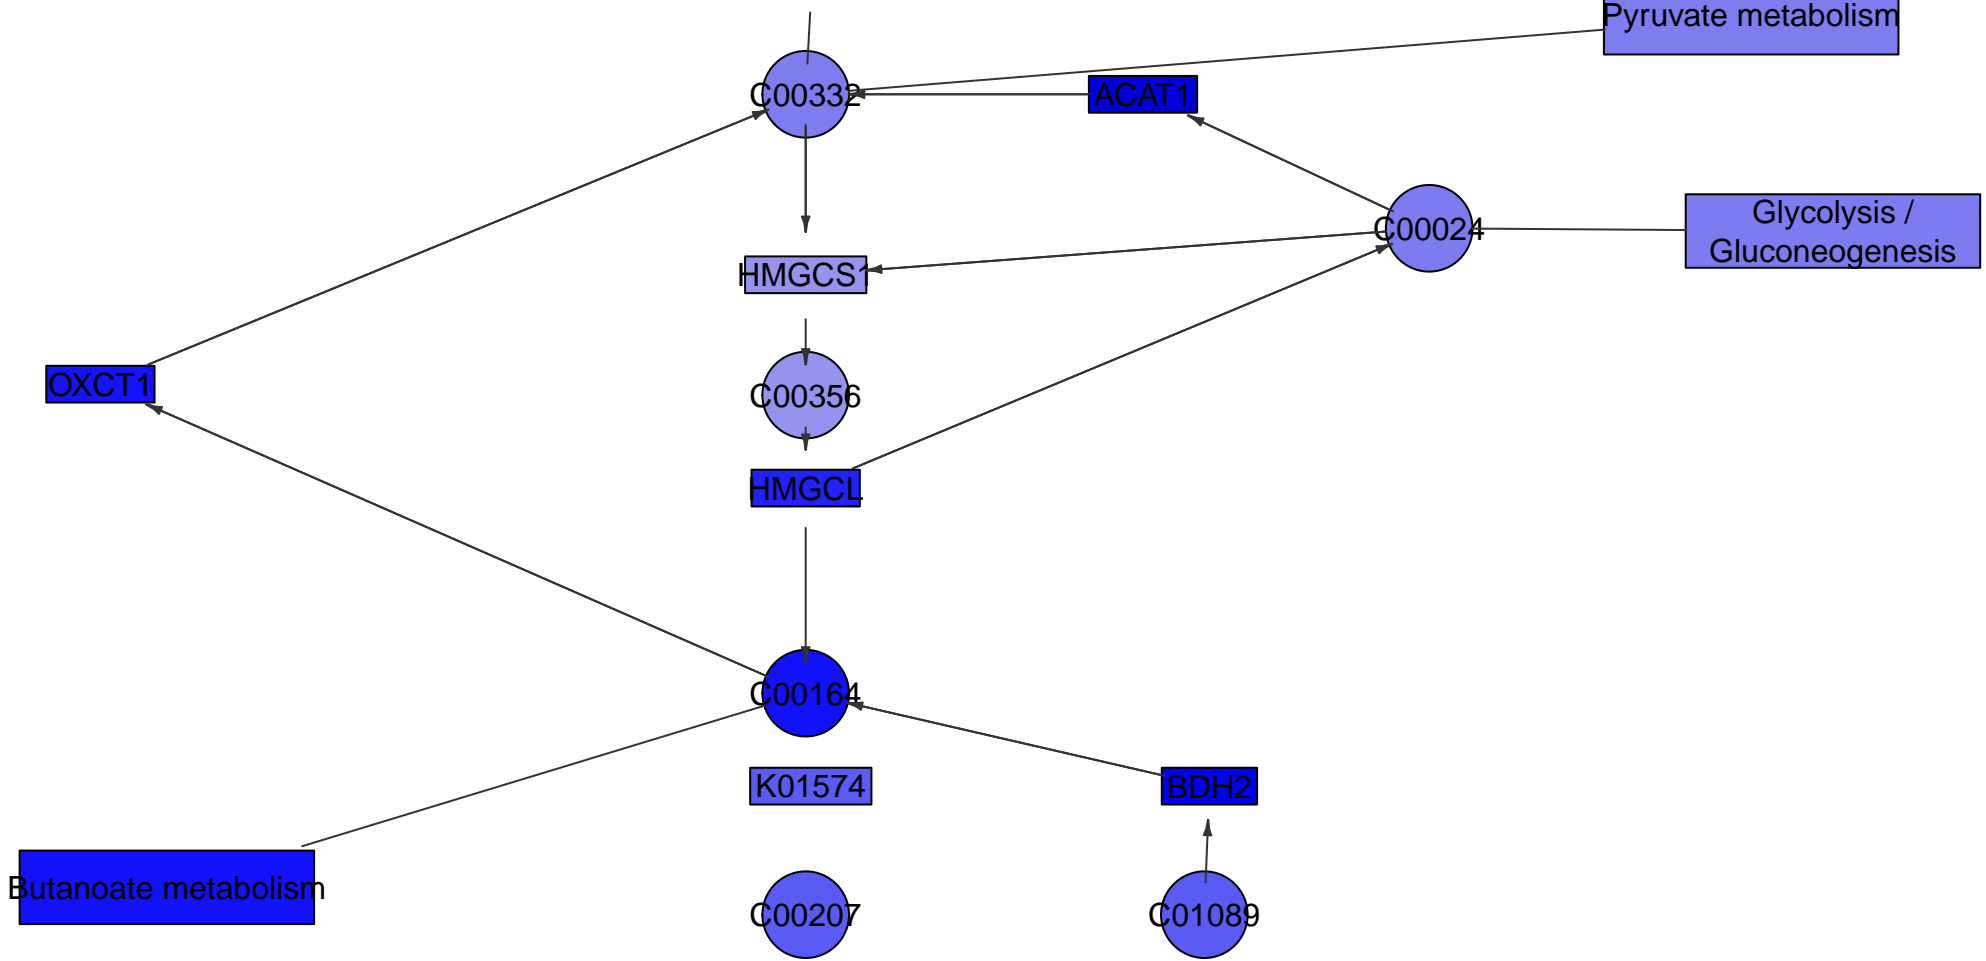 Pyruvate metabolism
C00332
ACAT1
C00024
Glycolysis /
Gluconeogenesis
HMGCS1
OXCT1
C00356
HMGCL
C00164
K01574
BDH2
Butanoate metabolism
C00207
C01089